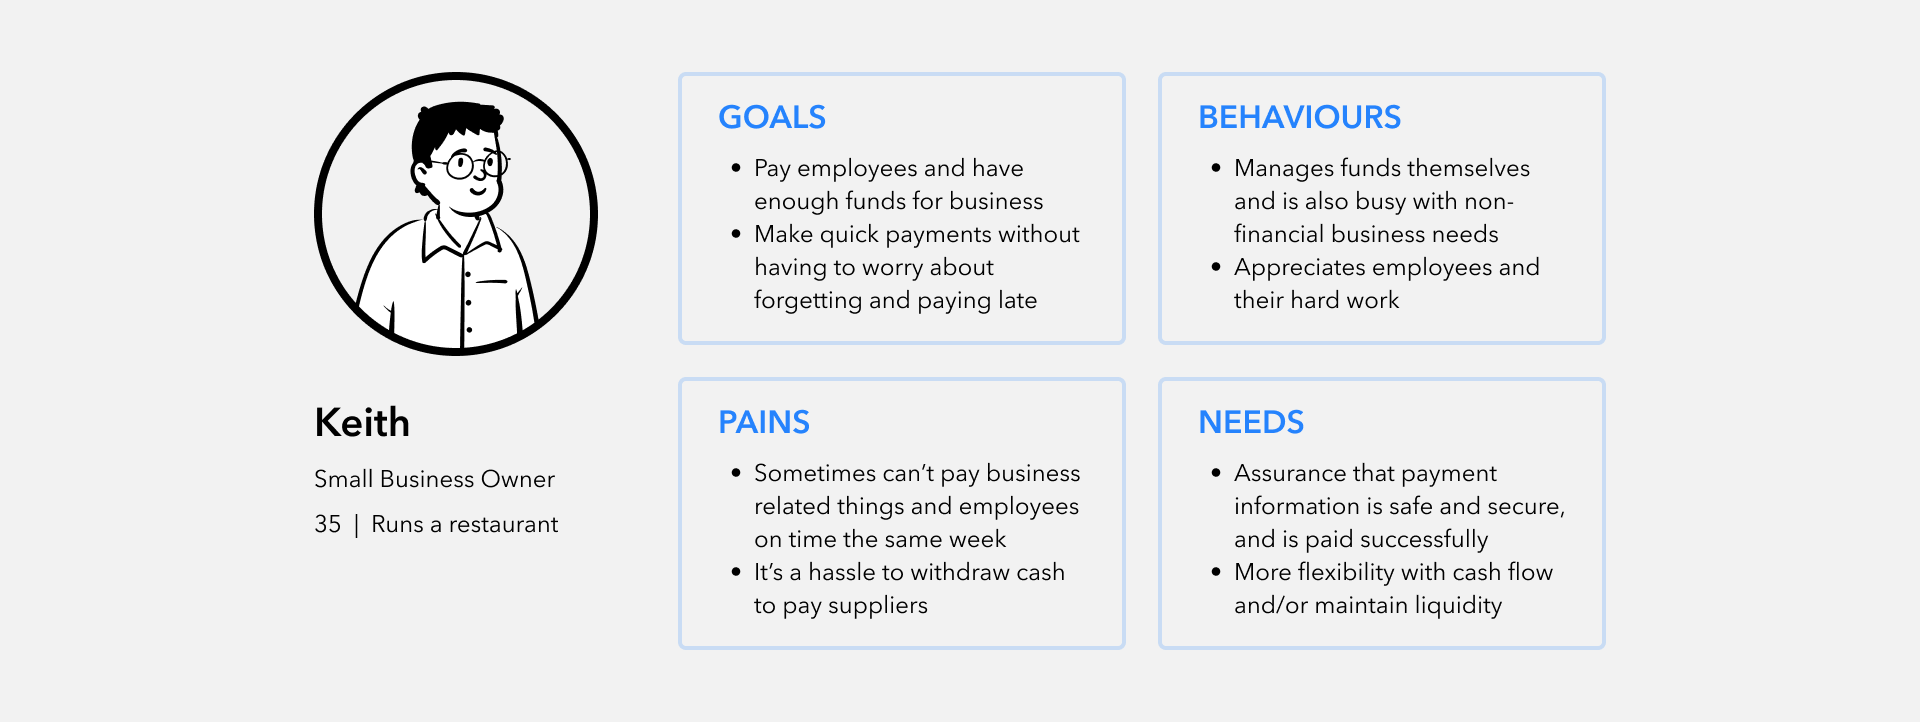 Keith
Small Business Owner
35 | Runs a restaurant
GOALS
• Pay employees and have
enough funds for business
• Make quick payments without
having to worry about
forgetting and paying late
BEHAVIOURS
• Manages funds themselves
and is also busy with non-
financial business needs
• Appreciates employees and
their hard work
PAINS
• Sometimes can’t pay business
related things and employees
on time the same week
• It’s a hassle to withdraw cash
to pay suppliers
NEEDS
• Assurance that payment
information is safe and secure,
and is paid successfully
• More flexibility with cash flow
and/or maintain liquidity